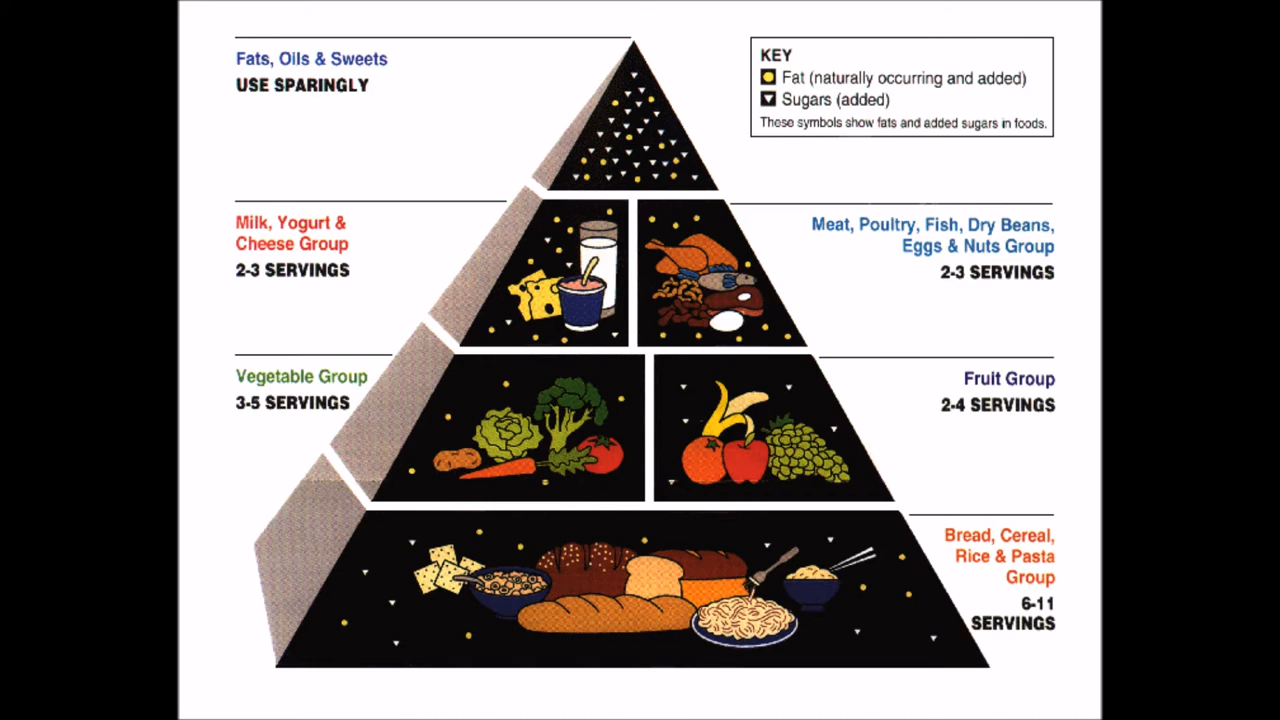 Fats, Oils & Sweets
USE SPARINGLY
KEY
Fat (naturally occurring and added)
Sugars (added)
These symbols show fats and added sugars in foods.
Milk, Yogurt &
Cheese Group
2-3 SERVINGS
Meat, Poultry, Fish, Dry Beans,
Eggs & Nuts Group
2-3 SERVINGS
Vegetable Group
3-5 SERVINGS
Fruit Group
2-4 SERVINGS
Bread, Cereal,
Rice & Pasta
Group
6-11
SERVINGS